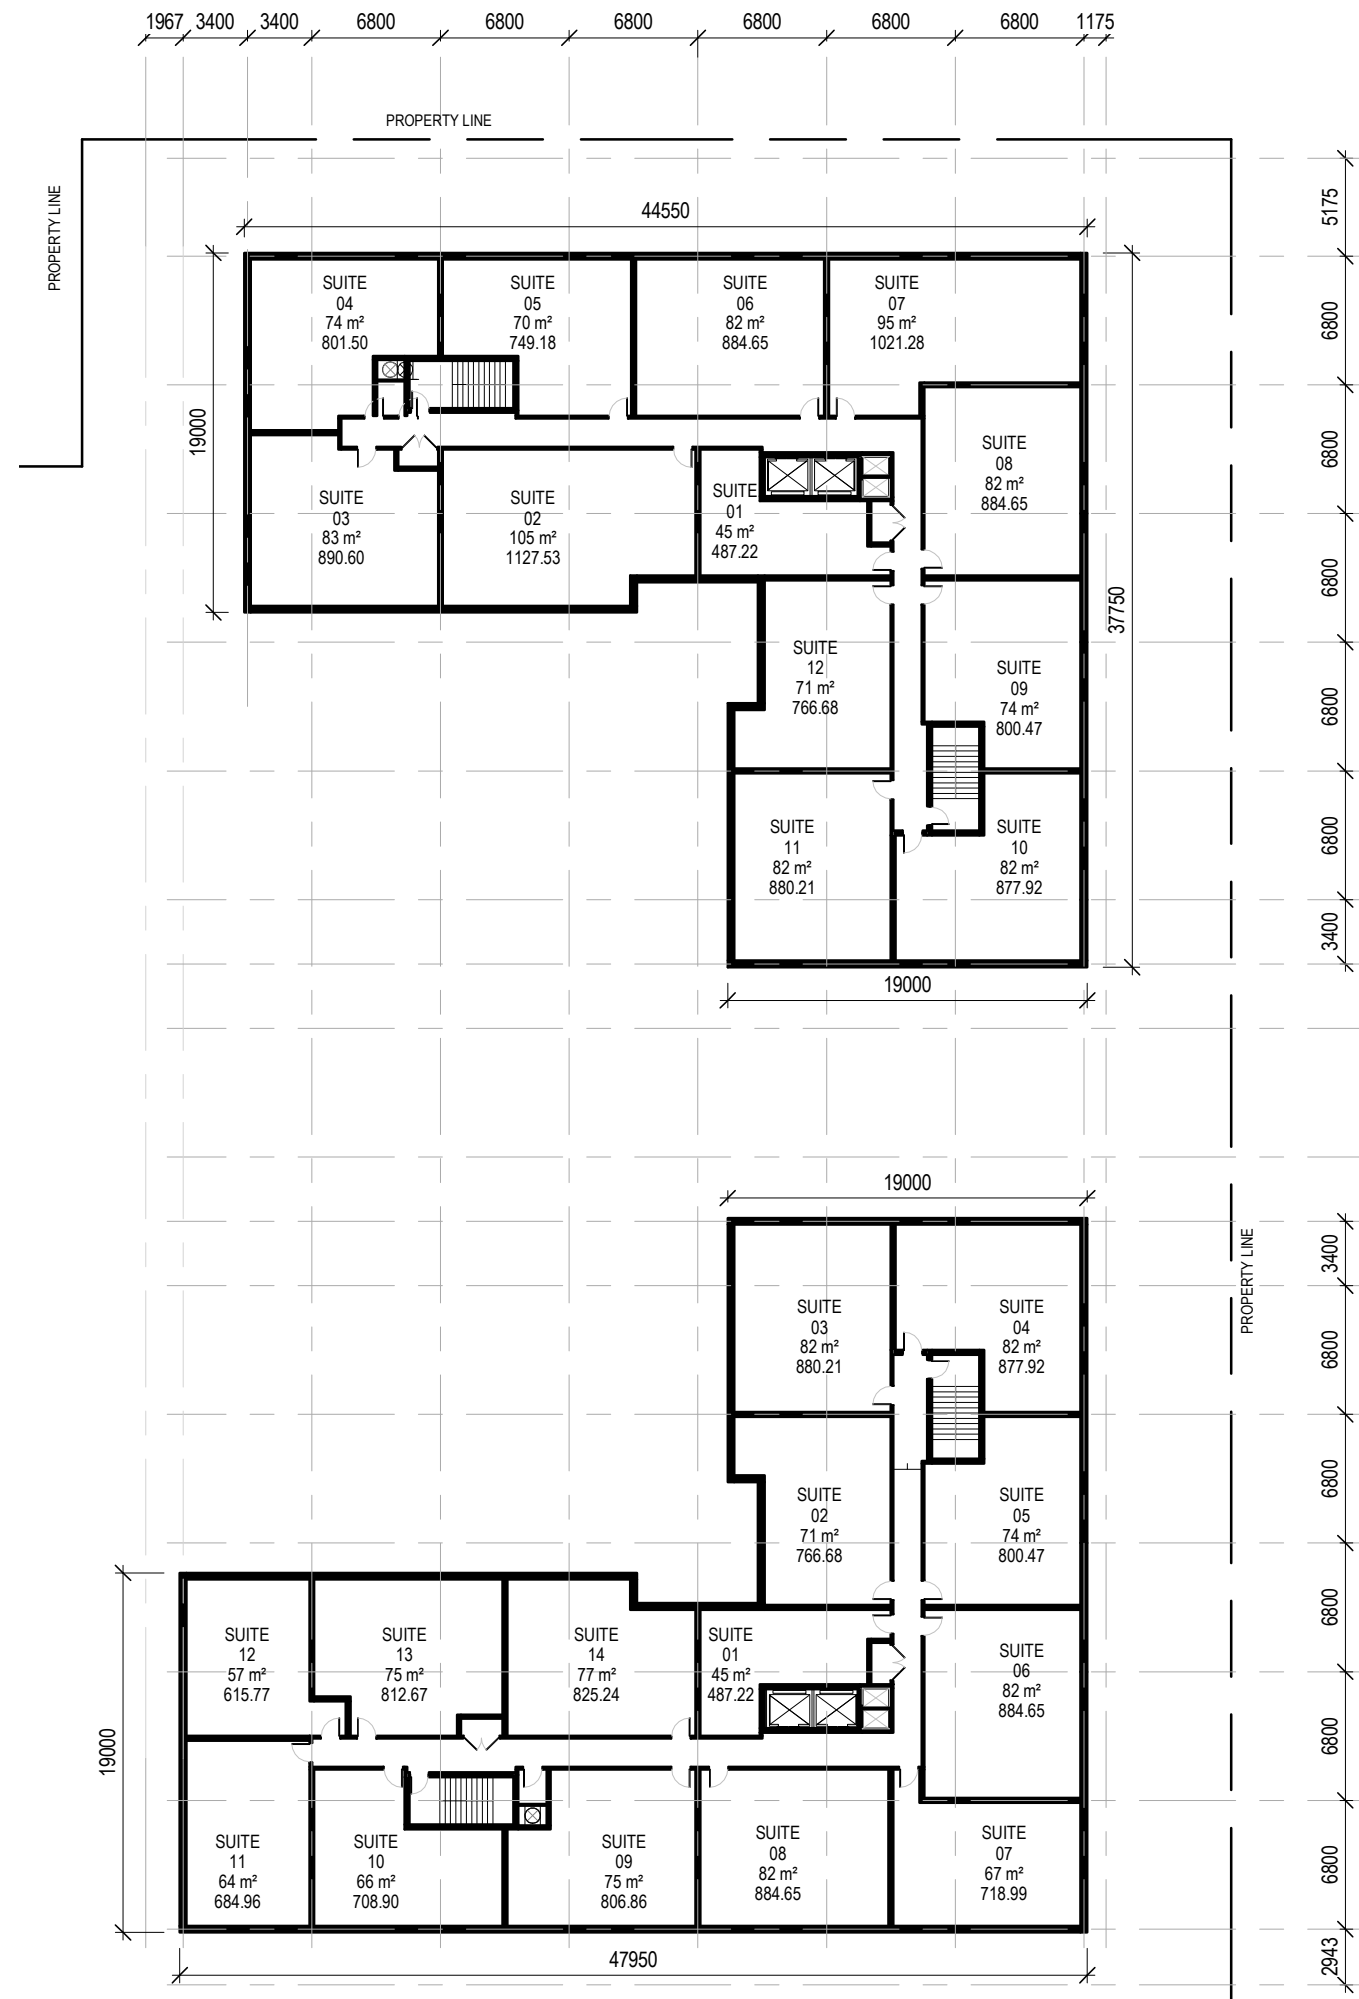 1967 3400 3400 6800 6800 6800 6800 6800 6800 1175
PROPERTY LINE
PROPERTY LINE
5175
44550
SUITE
04
74 m²
801.50
SUITE
05
70 m²
749.18
SUITE
06
82 m²
884.65
SUITE
07
95 m²
1021.28
6800
19000
SUITE
03
83 m²
890.60
SUITE
02
105 m²
1127.53
SUITE
01
45 m²
487.22
SUITE
08
82 m²
884.65
6800
6800
37750
SUITE
12
71 m²
766.68
SUITE
09
74 m²
800.47
6800
SUITE
11
82 m²
880.21
SUITE
10
82 m²
877.92
6800
3400
19000
19000
PROPERTY LINE
3400
SUITE
03
82 m²
880.21
SUITE
04
82 m²
877.92
6800
SUITE
02
71 m²
766.68
SUITE
05
74 m²
800.47
6800
6800
19000
SUITE
12
57 m²
615.77
SUITE
13
75 m²
812.67
SUITE
14
77 m²
825.24
SUITE
01
45 m²
487.22
SUITE
06
82 m²
884.65
6800
SUITE
11
64 m²
684.96
SUITE
10
66 m²
708.90
SUITE
09
75 m²
806.86
SUITE
08
82 m²
884.65
SUITE
07
67 m²
718.99
6800
2943
47950